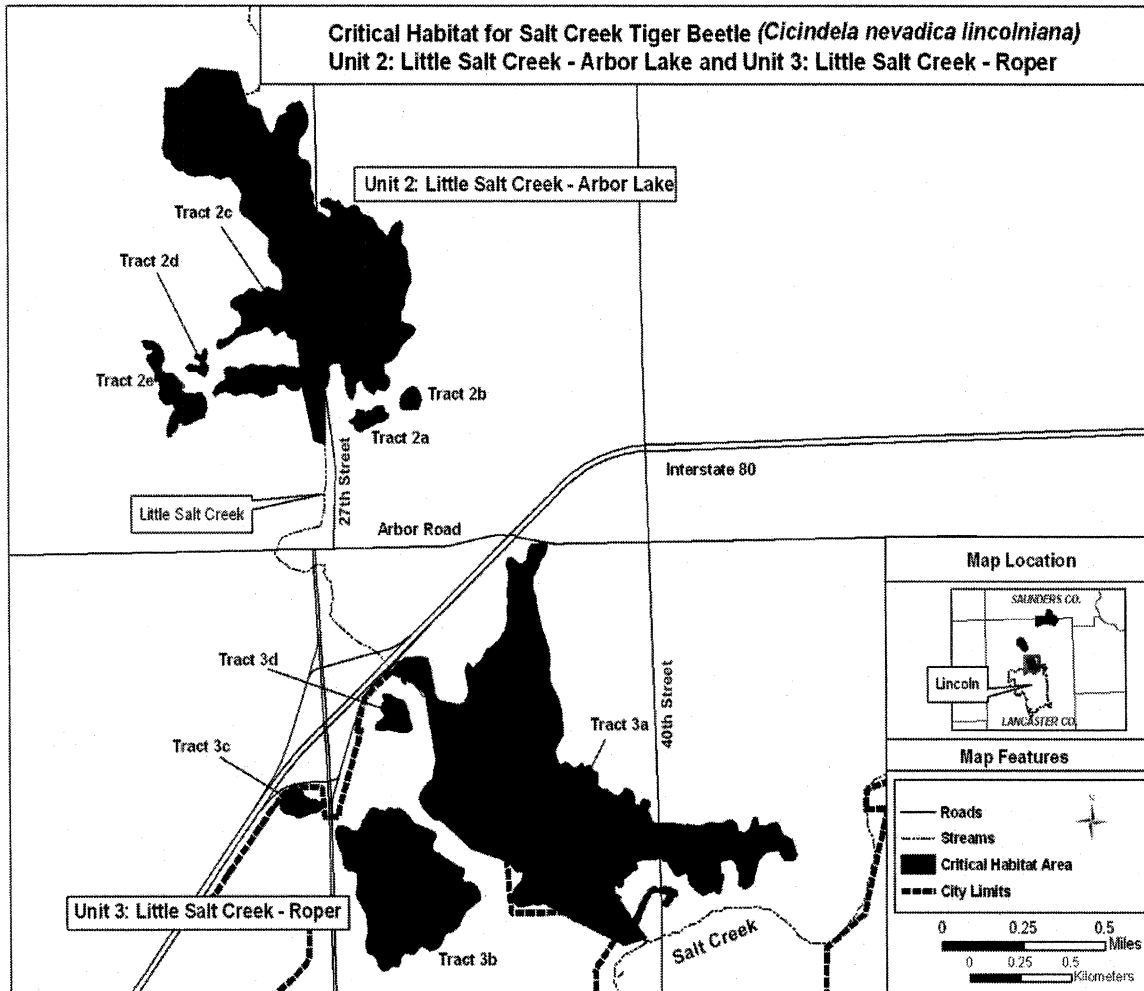 Critical Habitat for Salt Creek Tiger Beetle (Cicindela nevadica lincolniana)
Unit 2: Little Salt Creek - Arbor Lake and Unit 3: Little Salt Creek - Roper
Unit 2: Little Salt Creek - Arbor Lake
Tract 2c
Tract 2d
Tract 2e
Tract 2b
Tract 2a
27th Street
Interstate 80
Little Salt Creek
Arbor Road
Tract 3d
Tract 3a
40th Street
Tract 3c
Unit 3: Little Salt Creek - Roper
Tract 3b
Salt Creek
Map Location
SAUNDERS CO.
Lincoln
LANCASTER CO.
Map Features
N
Roads
Streams
Critical Habitat Area
City Limits
0 0.25 0.5
Miles
0 0.25 0.5
Kilometers